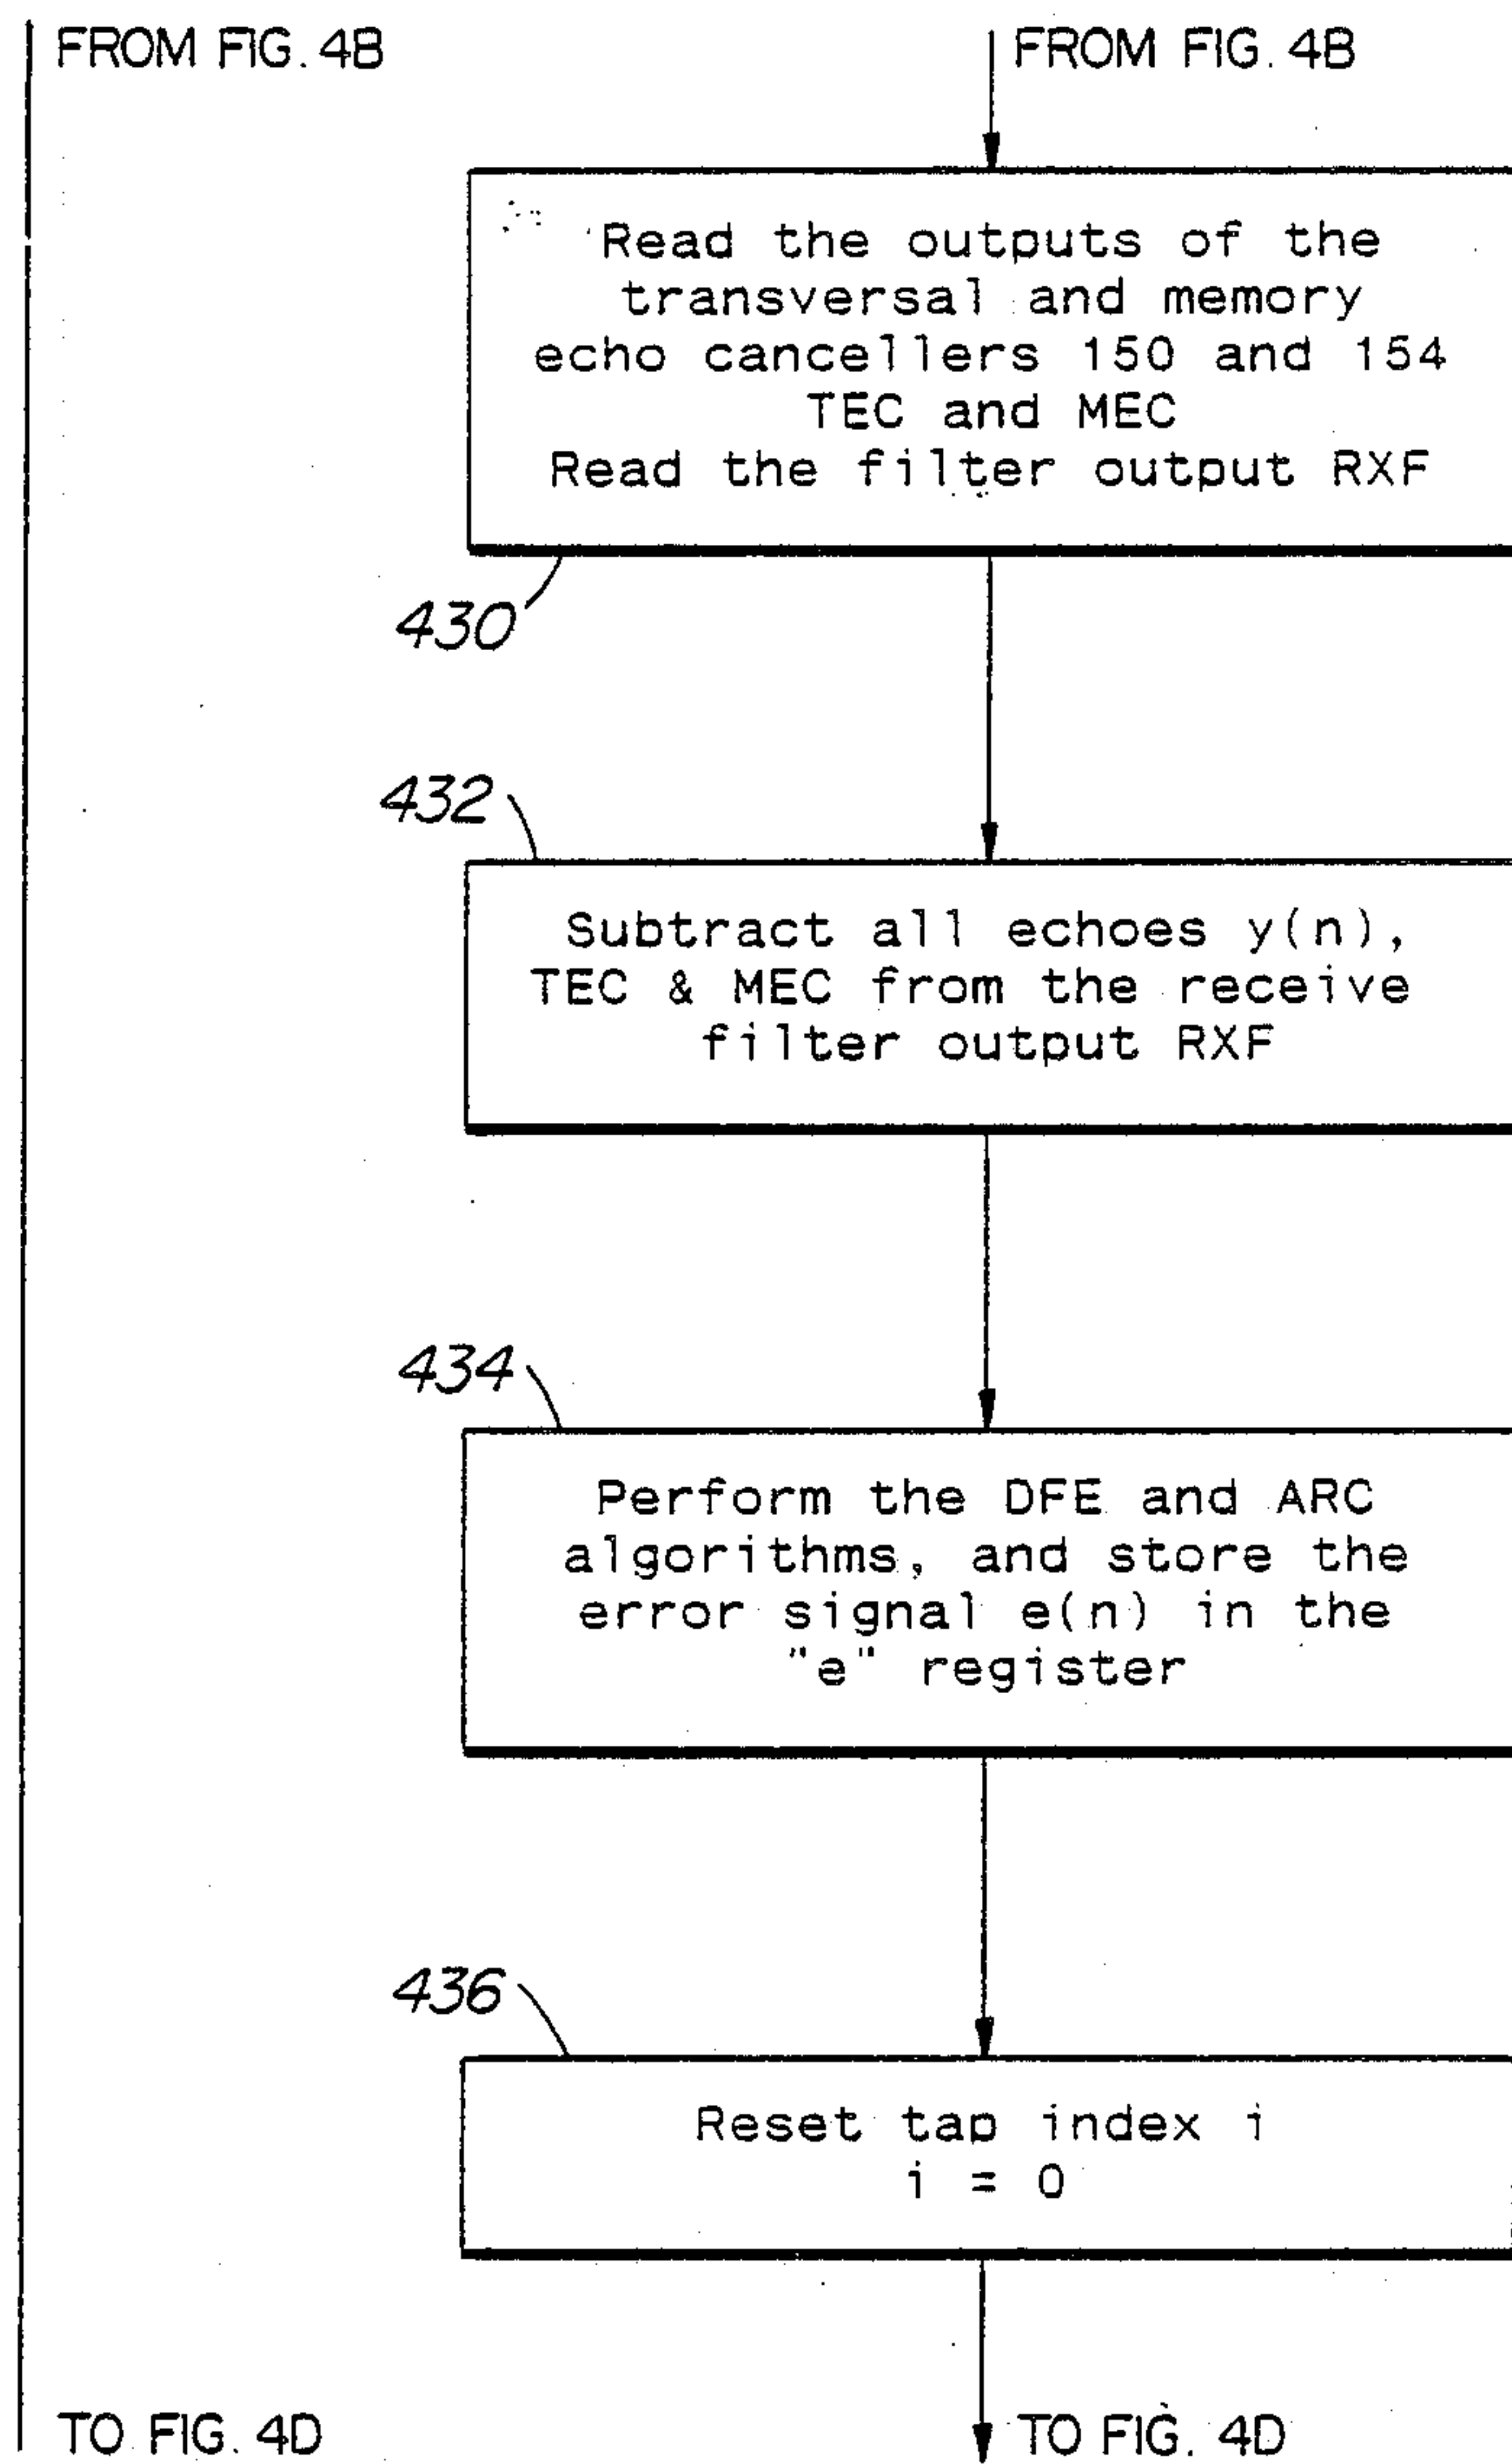 FROM FIG. 4B
FROM FIG. 4B
Read the outputs of the
transversal and memory
echo cancellers 150 and 154
TEC and MEC
Read the filter output RXF
430
432
Subtract all echoes y(n),
TEC & MEC from the receive
filter output RXF
434
Perform the DFE and ARC
algorithms, and store the
error signal e(n) in the
"e" register
436
Reset tap index i
i = 0
TO FIG. 4D
TO FIG. 4D